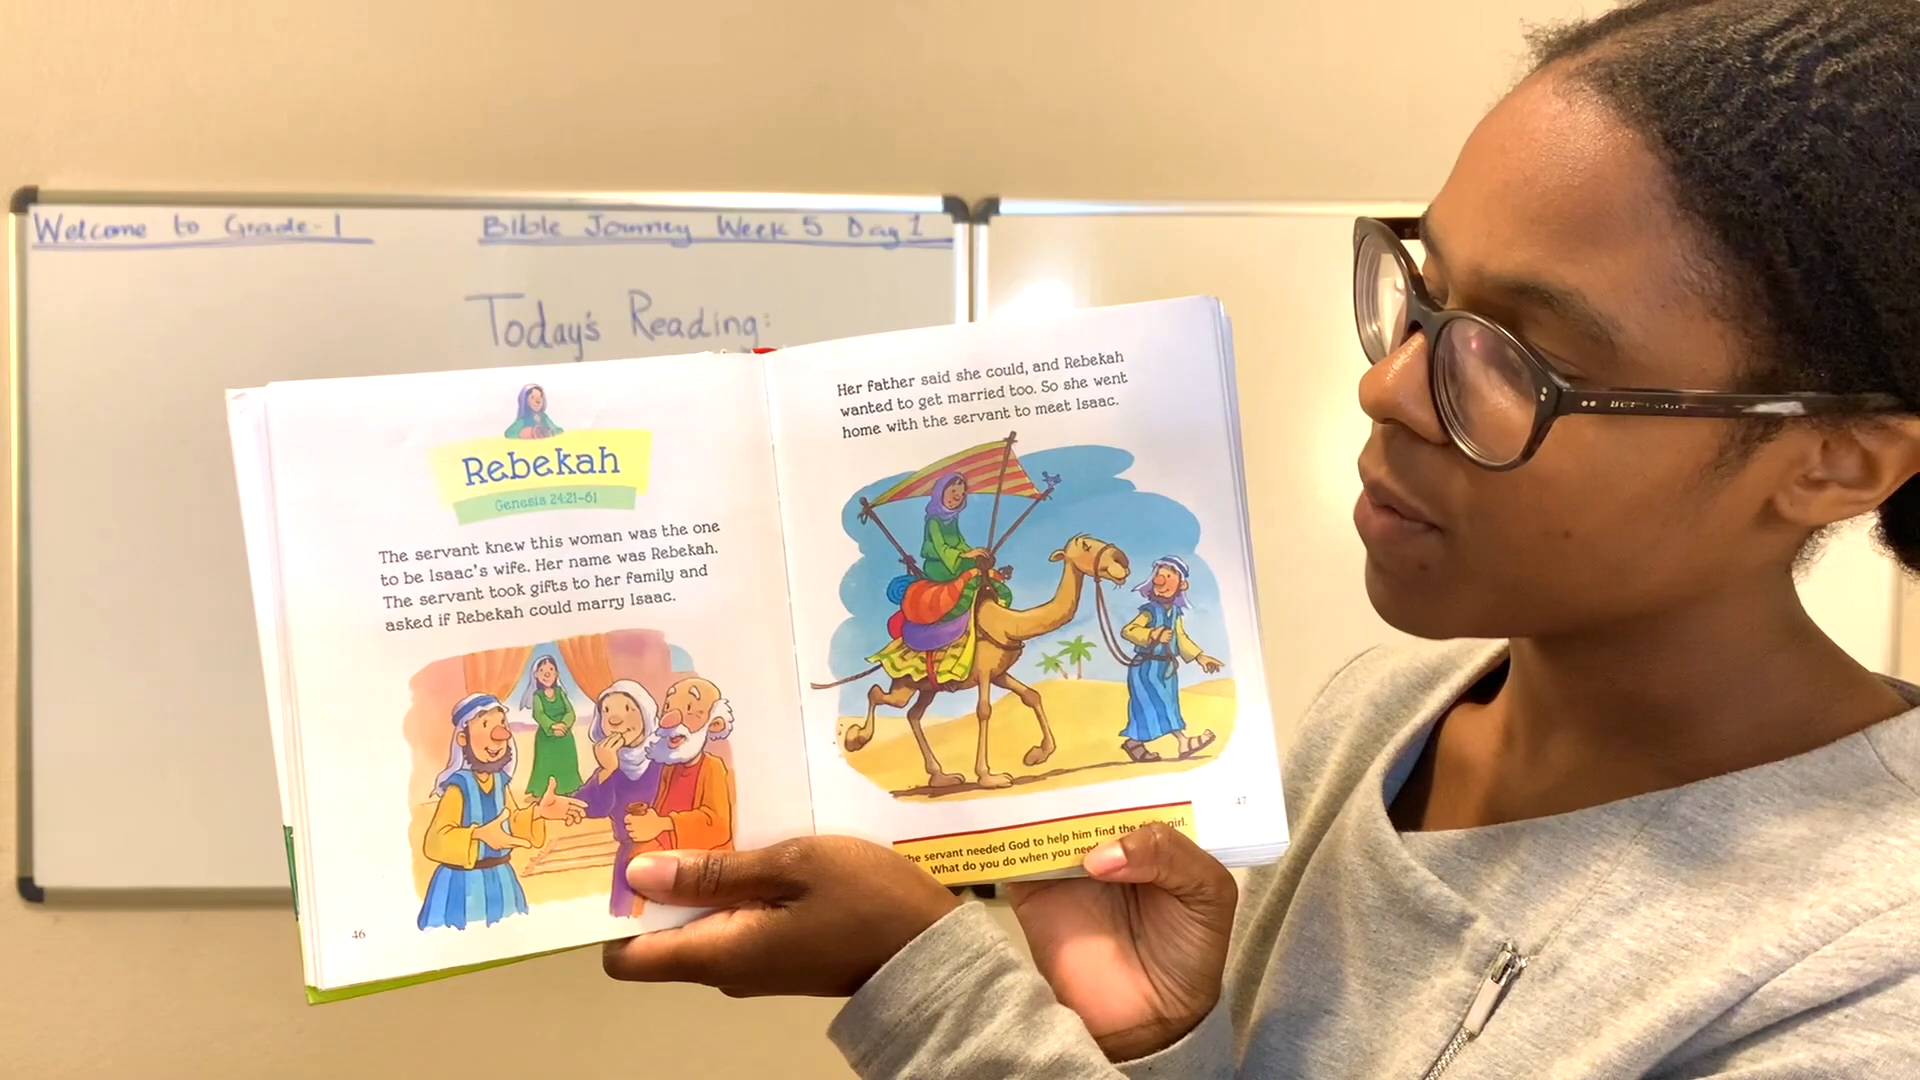 Welcome to Grade-1
Bible Journey Week 5 Day 1
Today's Reading:
Rebekah
Genesis 24:21-61
The servant knew this woman was the one
to be Isaac's wife. Her name was Rebekah.
The servant took gifts to her family and
asked if Rebekah could marry Isaac.
46
Her father said she could, and Rebekah
wanted to get married too. So she went
home with the servant to meet Isaac.
47
The servant needed God to help him find the right girl.
What do you do when you need